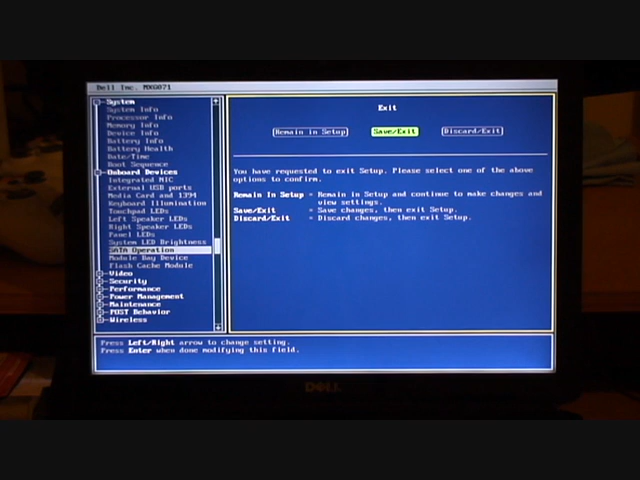 Dell Inc. MXG071
System
System Info
Processor Info
Memory Info
Device Info
Battery Info
Battery Health
Date/Time
Boot Sequence
Onboard Devices
Integrated NIC
External USB ports
Media Card and 1394
Keyboard Illumination
Touchpad LEDs
Left Speaker LEDs
Right Speaker LEDs
Panel LEDs
System LED Brightness
SATA Operation
Module Bay Device
Flash Cache Module
Video
Security
Performance
Power Management
Maintenance
POST Behavior
Wireless
Exit
Remain in Setup Save/Exit Discard/Exit
You have requested to exit Setup. Please select one of the above
options to confirm.
Remain In Setup = Remain in Setup and continue to make changes and
view settings.
Save/Exit = Save changes, then exit Setup.
Discard/Exit = Discard changes, then exit Setup.
Press Left/Right arrow to change setting.
Press Enter when done modifying this field.
DELL